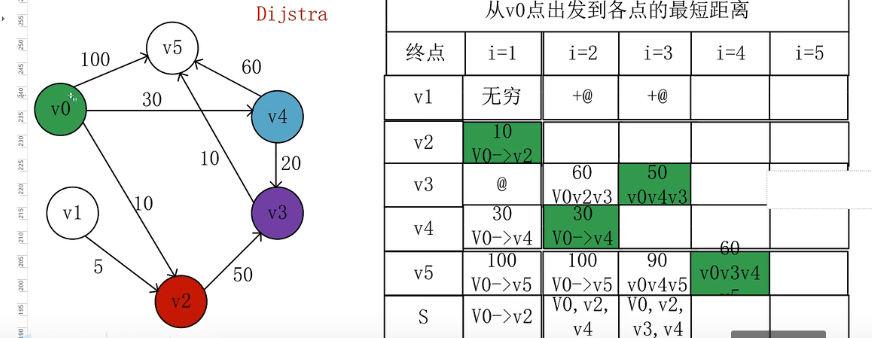 Dijstra
v5
100
60
v0
30
v4
10
20
v1
10
v3
5
50
v2
从v0点出发到各点的最短距离
终点 i=1 i=2 i=3 i=4 i=5
v1 无穷 +@ +@
v2 10
V0->v2
v3 @ 60 50
V0v2v3 v0v4v3
v4 30 30
V0->v4 V0->v4
v5 100 100 90 60
V0->v5 V0->v5 v0v4v5 v0v3v4
v5
S V0->v2 V0,v2, V0,v2,
v4 v3,v4